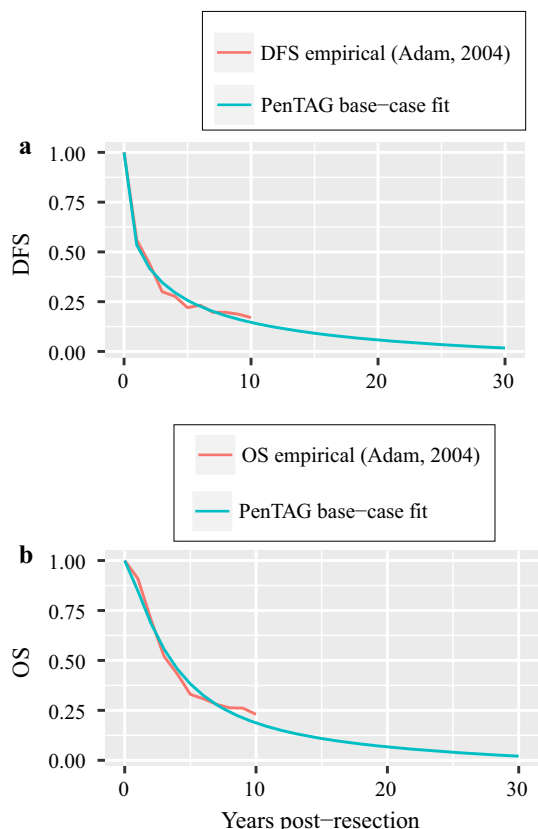 DFS empirical (Adam, 2004)
PenTAG base−case fit
a
1.00
0.75
0.50
0.25
0.00
DFS
0
10
20
30
OS empirical (Adam, 2004)
PenTAG base−case fit
b
1.00
0.75
0.50
0.25
0.00
OS
0
10
20
30
Years post−resection